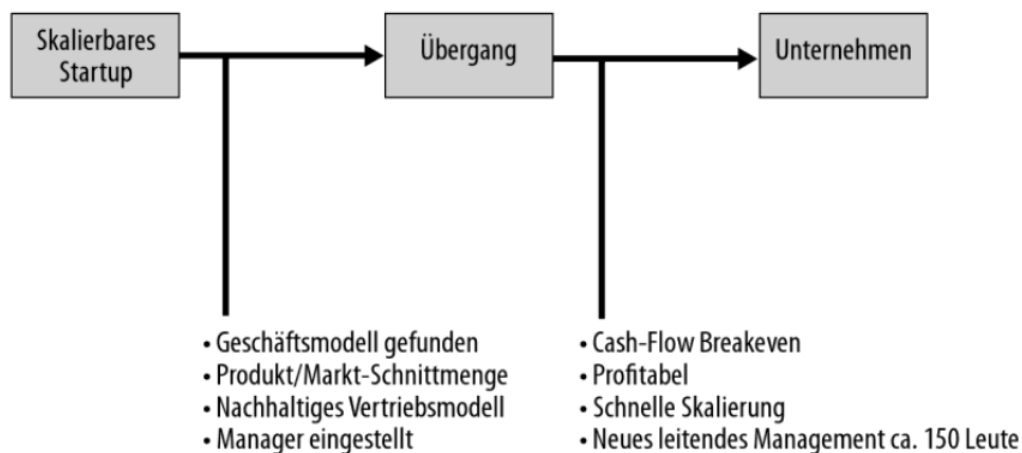 Skalierbares
Startup
Übergang
Unternehmen
• Geschäftsmodell gefunden
• Produkt/Markt-Schnittmenge
• Nachhaltiges Vertriebsmodell
• Manager eingestellt
• Cash-Flow Breakeven
• Profitabel
• Schnelle Skalierung
• Neues leitendes Management ca. 150 Leute